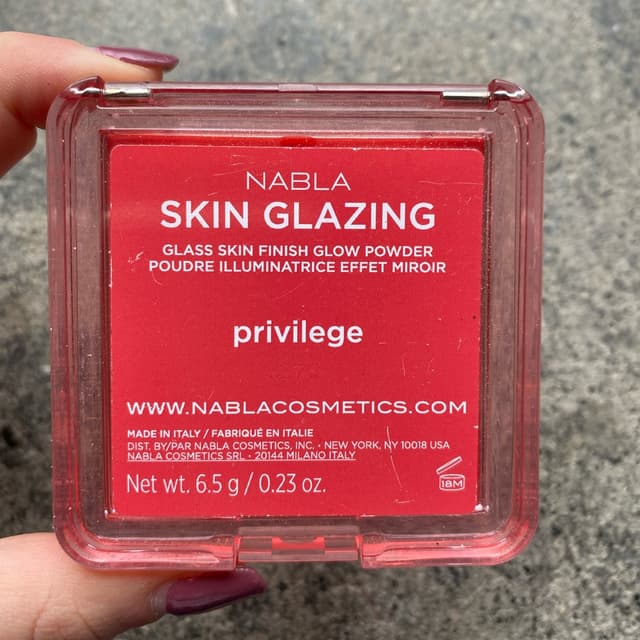 NABLA
SKIN GLAZING
GLASS SKIN FINISH GLOW POWDER
POUDRE ILLUMINATRICE EFFET MIROIR
privilege
WWW.NABLACOSMETICS.COM
MADE IN ITALY / FABRIQUÉ EN ITALIE
DIST. BY/PAR NABLA COSMETICS, INC. • NEW YORK, NY 10018 USA
NABLA COSMETICS SRL • 20144 MILANO ITALY
Net wt. 6.5 g / 0.23 oz.
18M